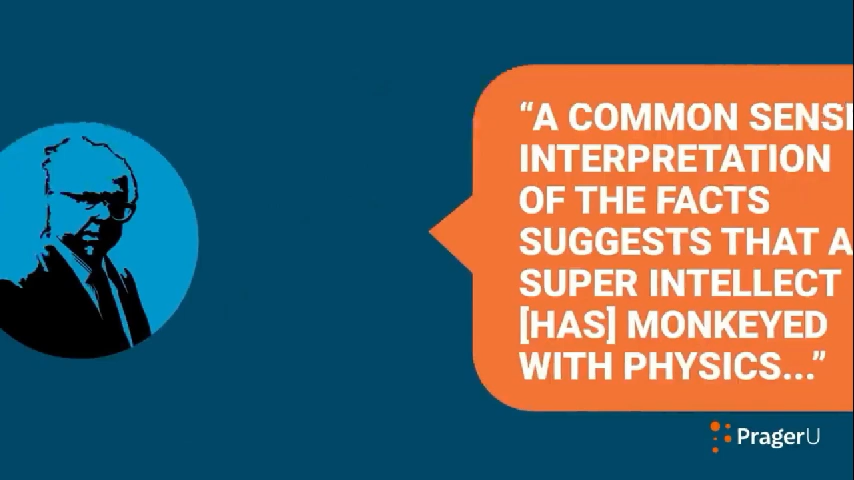 “A COMMON SENS
INTERPRETATION
OF THE FACTS
SUGGESTS THAT A
SUPER INTELLECT
[HAS] MONKEYED
WITH PHYSICS...”
PragerU